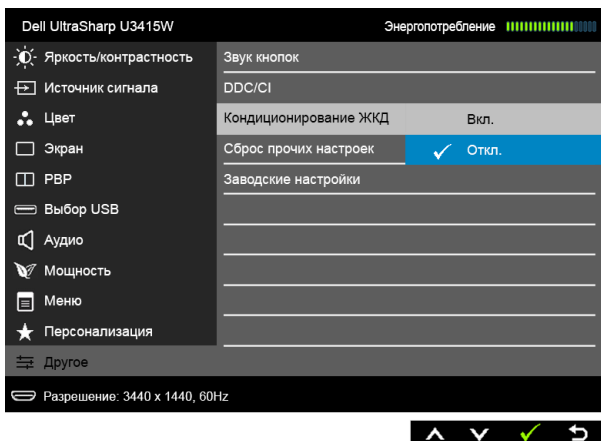 Dell UltraSharp U3415W
Энергопотребление
Яркость/контрастность
Звук кнопок
Источник сигнала
DDC/CI
Цвет
Кондиционирование ЖКД
Вкл.
Экран
Сброс прочих настроек
Откл.
PBP
Заводские настройки
Выбор USB
Аудио
Мощность
Меню
Персонализация
Другое
Разрешение: 3440 x 1440, 60Hz